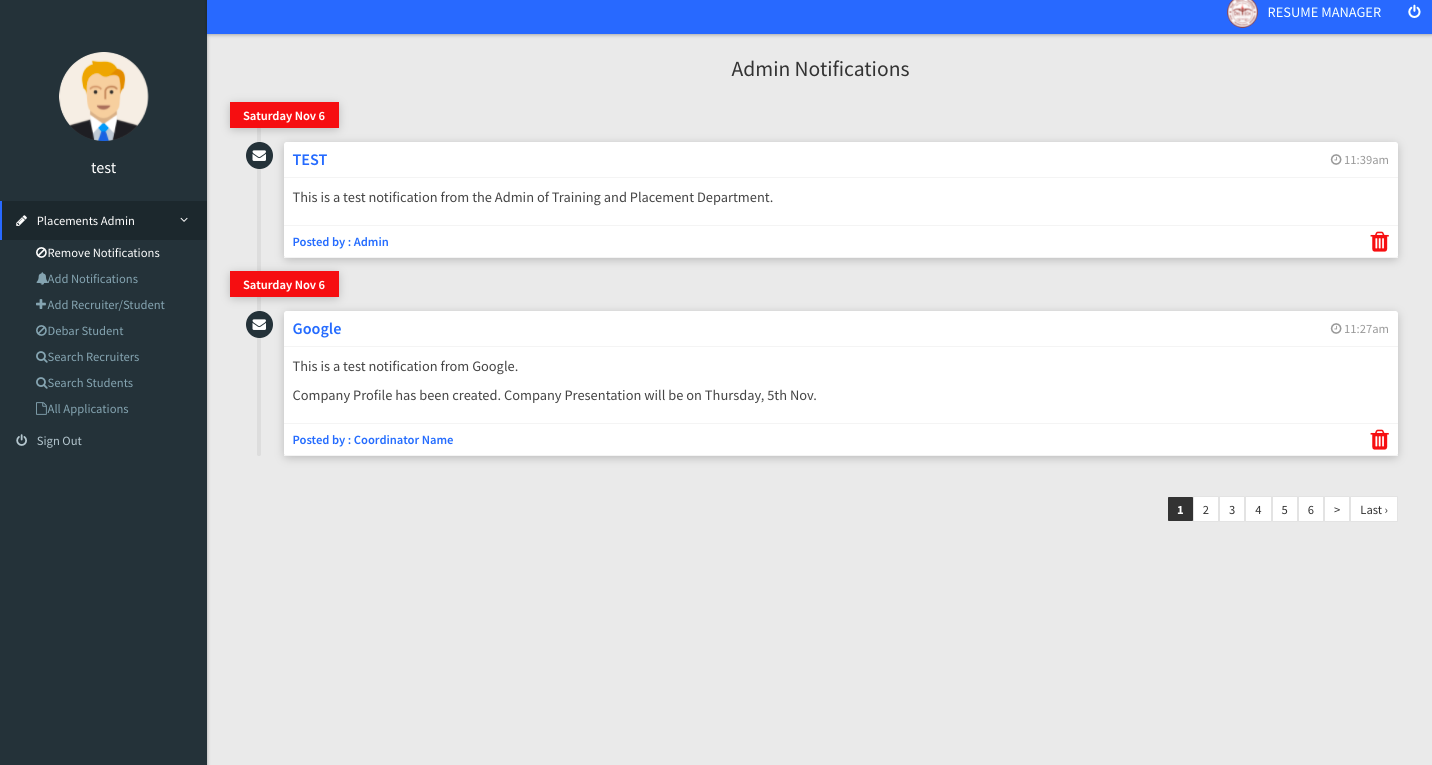 RESUME MANAGER
test
Placements Admin
Remove Notifications
Add Notifications
Add Recruiter/Student
Debar Student
Search Recruiters
Search Students
All Applications
Sign Out
Admin Notifications
Saturday Nov 6
TEST 11:39am
This is a test notification from the Admin of Training and Placement Department.
Posted by : Admin
Saturday Nov 6
Google 11:27am
This is a test notification from Google.
Company Profile has been created. Company Presentation will be on Thursday, 5th Nov.
Posted by : Coordinator Name
1 2 3 4 5 6 > Last ›